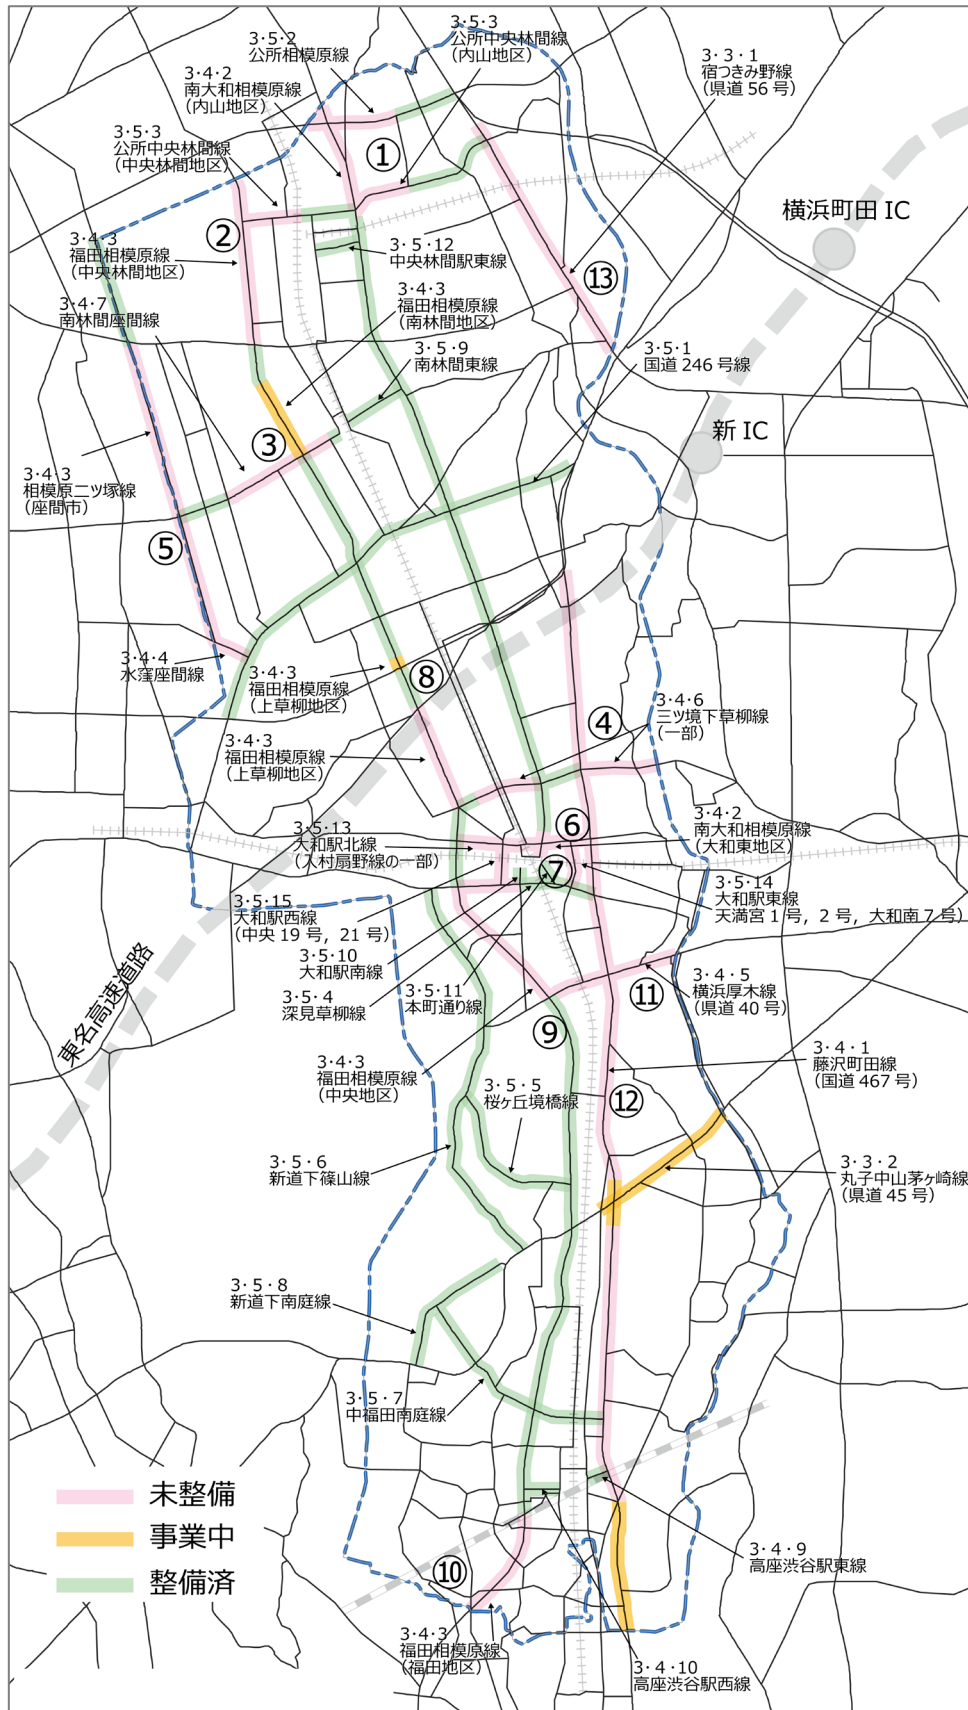 3・5・2
公所相模原線
3・5・3
公所中央林間線
（内山地区）
3・3・1
宿つきみ野線
（県道 56 号）
3・4・2
南大和相模原線
（内山地区）
3・5・3
公所中央林間線
（中央林間地区）
①
横浜町田 IC
②
3・4・3
福田相模原線
（中央林間地区）
3・5・12
中央林間駅東線
⑬
3・4・3
福田相模原線
（南林間地区）
3・4・7
南林間座間線
3・5・9
南林間東線
3・5・1
国道 246 号線
新 IC
③
3・4・3
相模原二ツ塚線
（座間市）
⑤
3・4・4
水窪座間線
3・4・3
福田相模原線
（上草柳地区）
⑧
3・4・6
三ツ境下草柳線
（一部）
④
3・4・3
福田相模原線
（上草柳地区）
3・5・13
大和駅北線
（入村扇野線の一部）
⑥
3・4・2
南大和相模原線
（大和東地区）
⑦
3・5・14
大和駅東線
天満宮 1 号，2 号，大和南 7 号）
3・5・15
大和駅西線
（中央 19 号，21 号）
3・5・10
大和駅南線
3・5・4
深見草柳線
3・5・11
本町通り線
3・4・5
横浜厚木線
（県道 40 号）
⑪
東名高速道路
⑨
3・4・3
福田相模原線
（中央地区）
3・4・1
藤沢町田線
（国道 467 号）
3・5・5
桜ヶ丘境橋線
⑫
3・5・6
新道下篠山線
3・3・2
丸子中山茅ヶ崎線
（県道 45 号）
3・5・8
新道下南庭線
3・5・7
中福田南庭線
未整備
事業中
整備済
3・4・9
高座渋谷駅東線
⑩
3・4・3
福田相模原線
（福田地区）
3・4・10
高座渋谷駅西線